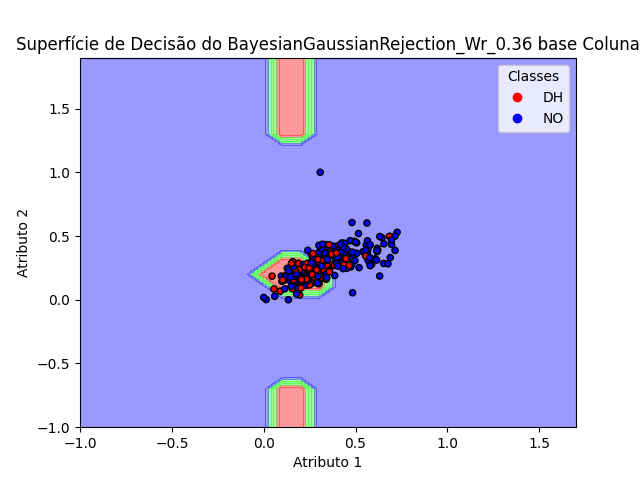 Superfície de Decisão do BayesianGaussianRejection_Wr_0.36 base Coluna
Classes
DH
NO
Atributo 2
1.5
1.0
0.5
0.0
−0.5
−1.0
−1.0 −0.5 0.0 0.5 1.0 1.5
Atributo 1